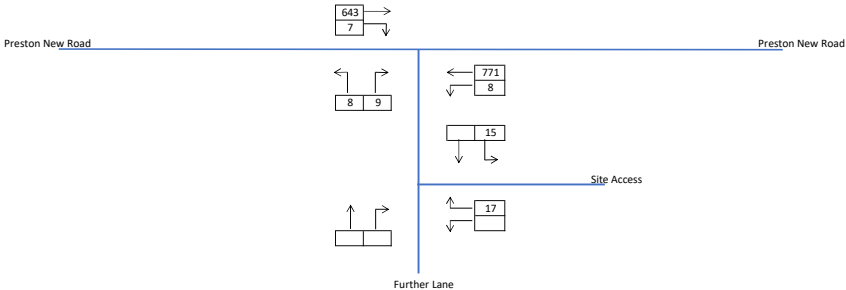 643
7
Preston New Road
Preston New Road
771
8
8 9
15
Site Access
17
Further Lane